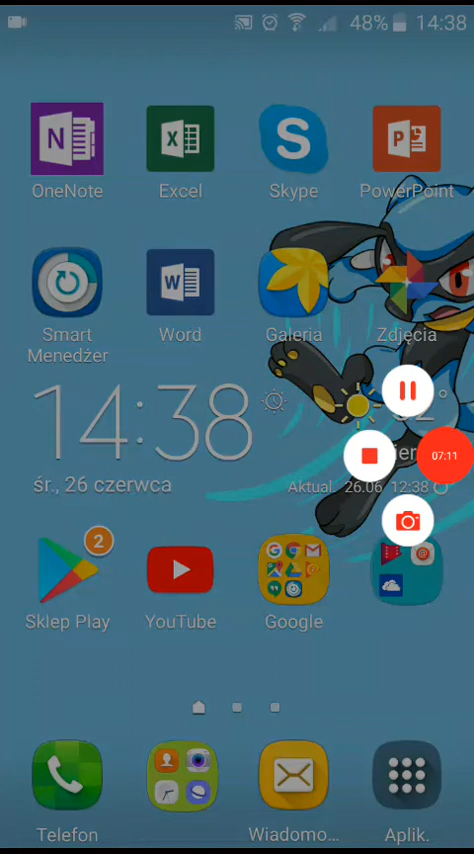 48% 14:38
OneNote Excel Skype PowerPoint
Smart Menedżer Word Galeria Zdjęcia
14:38
07:11
śr., 26 czerwca
Aktual. 26.06 12:38
2
Sklep Play YouTube Google
Telefon Wiadomo... Aplik.